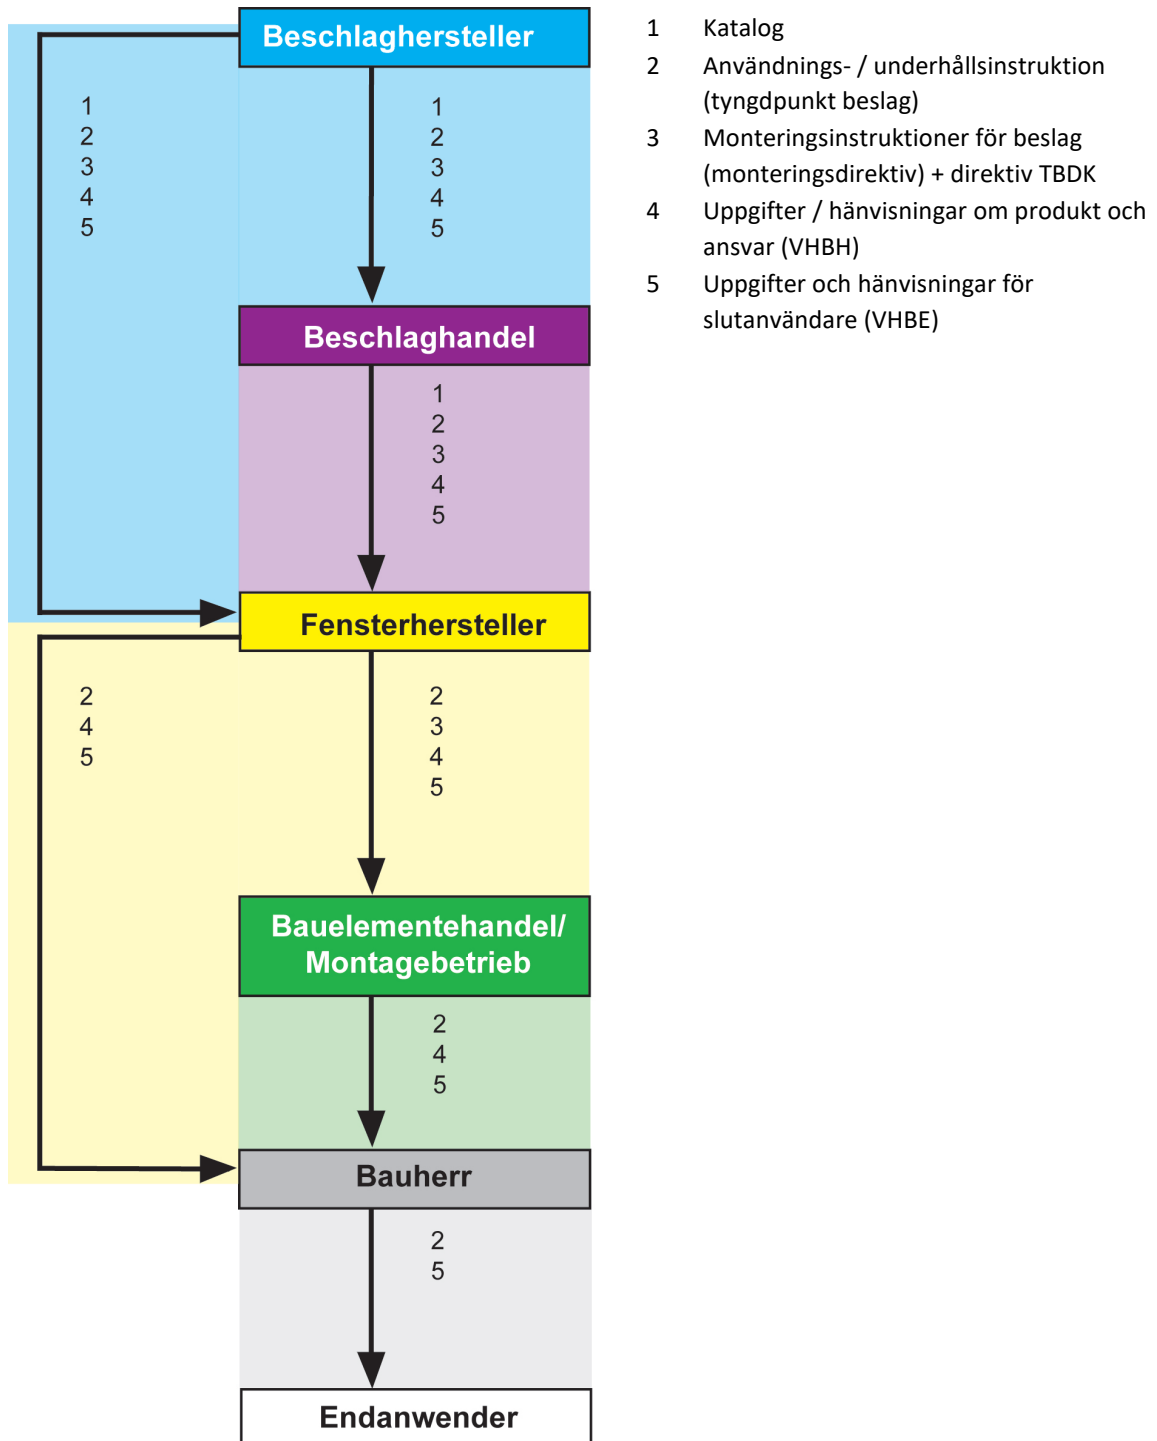 Beschlaghersteller
1
2
3
4
5
1
2
3
4
5
Beschlaghandel
1
2
3
4
5
Fensterhersteller
2
4
5
2
3
4
5
Bauelementehandel/
Montagebetrieb
2
4
5
Bauherr
2
5
Endanwender
1 Katalog
2 Användnings- / underhållsinstruktion
(tyngdpunkt beslag)
3 Monteringsinstruktioner för beslag
(monteringsdirektiv) + direktiv TBDK
4 Uppgifter / hänvisningar om produkt och
ansvar (VHBH)
5 Uppgifter och hänvisningar för
slutanvändare (VHBE)